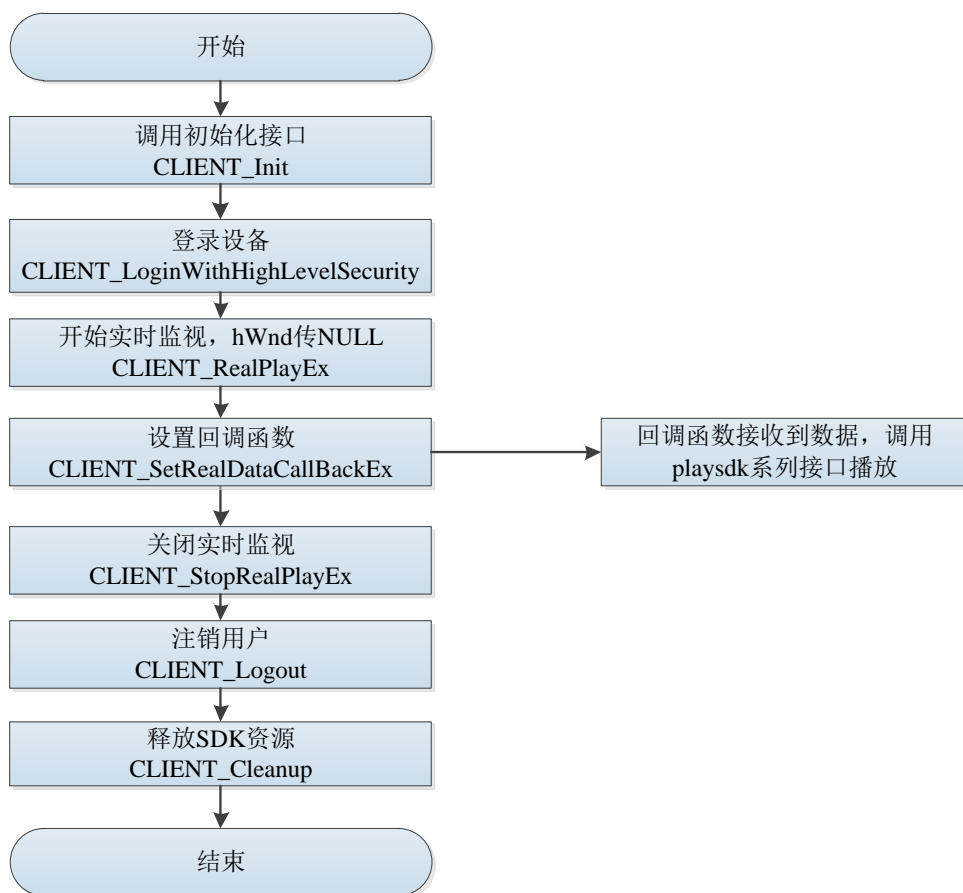 开始
调用初始化接口
CLIENT_Init
登录设备
CLIENT_LoginWithHighLevelSecurity
开始实时监视，hWnd传NULL
CLIENT_RealPlayEx
设置回调函数
CLIENT_SetRealDataCallBackEx
回调函数接收到数据，调用
playsdk系列接口播放
关闭实时监视
CLIENT_StopRealPlayEx
注销用户
CLIENT_Logout
释放SDK资源
CLIENT_Cleanup
结束